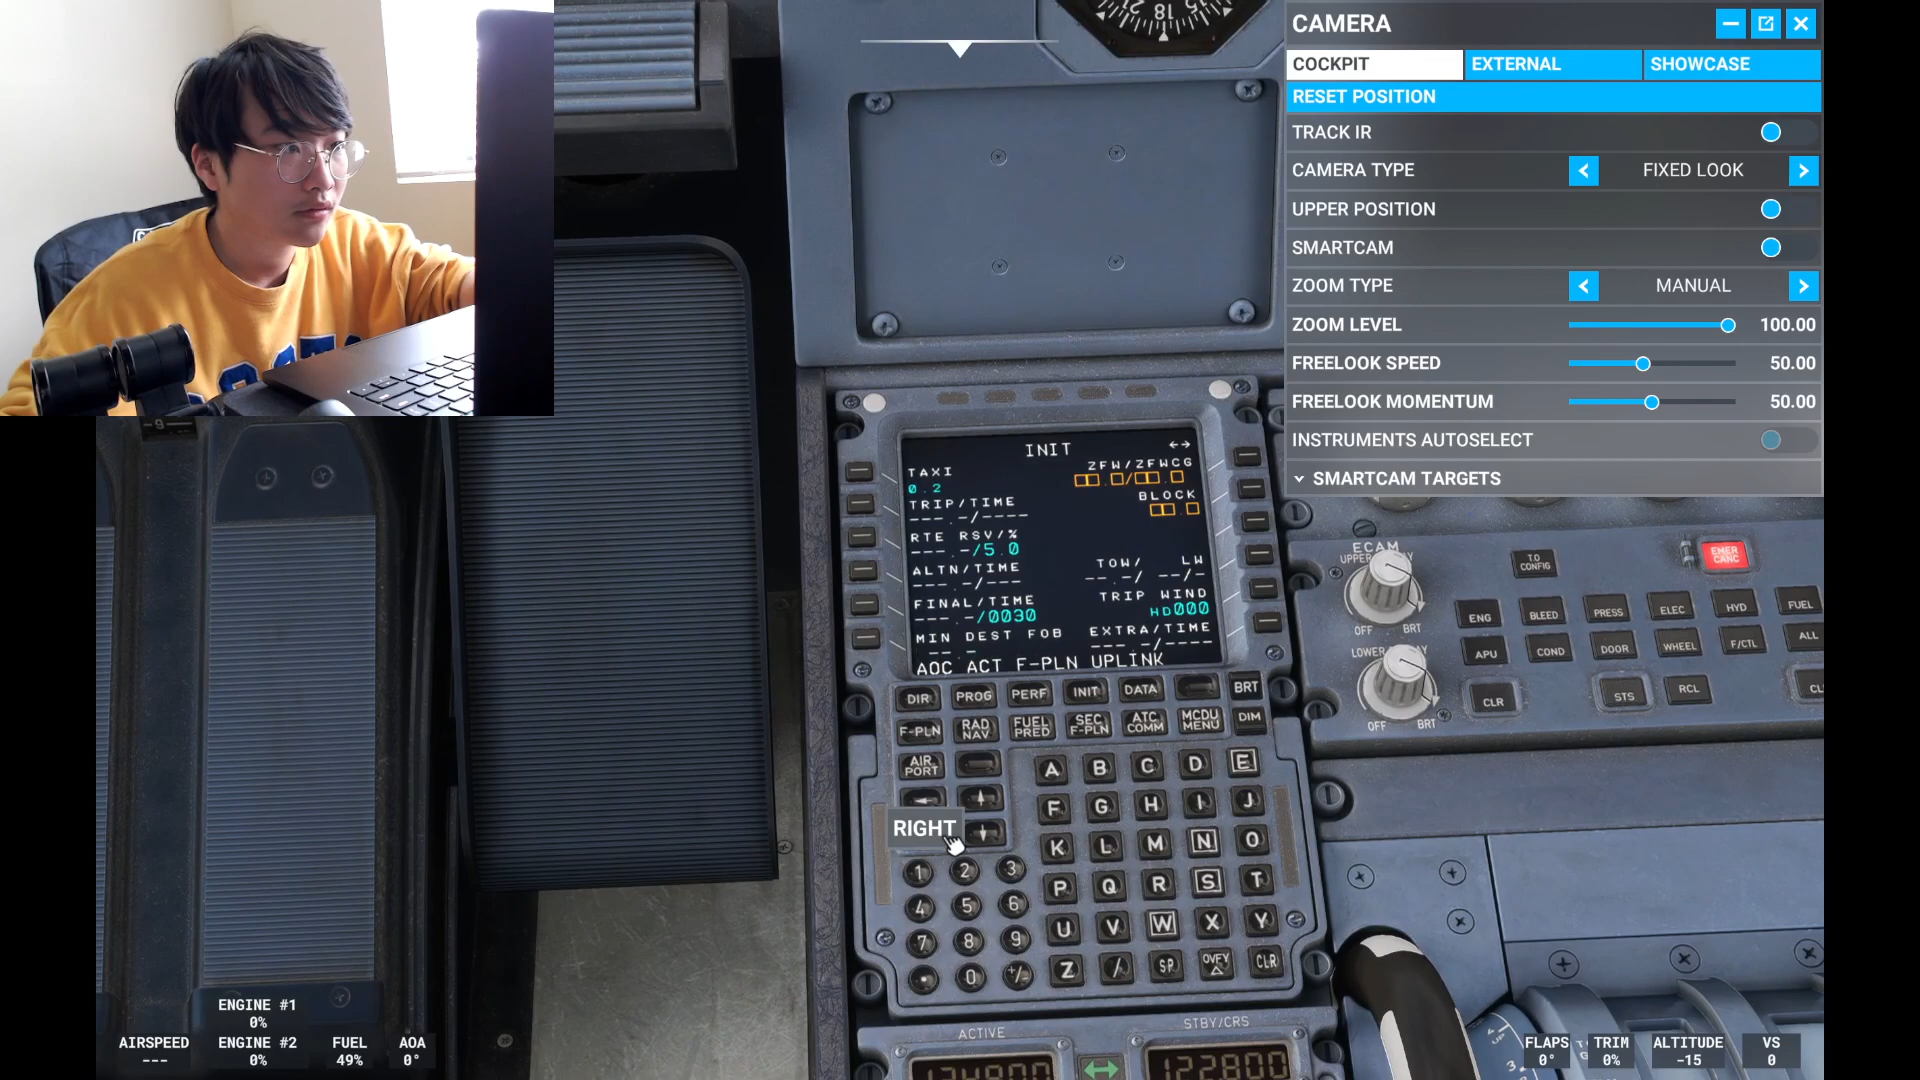 CAMERA
COCKPIT EXTERNAL SHOWCASE
RESET POSITION
TRACK IR
CAMERA TYPE FIXED LOOK
UPPER POSITION
SMARTCAM
ZOOM TYPE MANUAL
ZOOM LEVEL 100.00
FREELOOK SPEED 50.00
FREELOOK MOMENTUM 50.00
INSTRUMENTS AUTOSELECT
SMARTCAM TARGETS
21 18 15
INIT ←→
TAXI ZFW/ZFWCG
0.2
TRIP/TIME BLOCK
---.-/----
RTE RSV/%
---.-/5.0
ALTN/TIME TOW/ LW
---.-/---- --.-/ --/-
FINAL/TIME TRIP WIND
---.-/0030 HD000
MIN DEST FOB EXTRA/TIME
--.- ---.-/----
AOC ACT F-PLN UPLINK
DIR PROG PERF INIT DATA BRT
F-PLN RAD NAV FUEL PRED SEC F-PLN ATC COMM MCDU MENU DIM
AIR PORT
A B C D E
← ↑ F G H I J
RIGHT ↓
K L M N O
1 2 3 P Q R S T
4 5 6 U V W X Y
7 8 9 Z / SP OVFY △ CLR
. 0 +/-
ECAM
OFF BRT
OFF BRT
T.O CONFIG
EMER CANC
ENG BLEED PRESS ELEC HYD FUEL
APU COND DOOR WHEEL F/CTL ALL
CLR STS RCL
ACTIVE STBY/CRS
122.800
ENGINE #1
0%
AIRSPEED ENGINE #2 FUEL AOA
--- 0% 49% 0°
FLAPS TRIM ALTITUDE VS
0° 0% -15 0